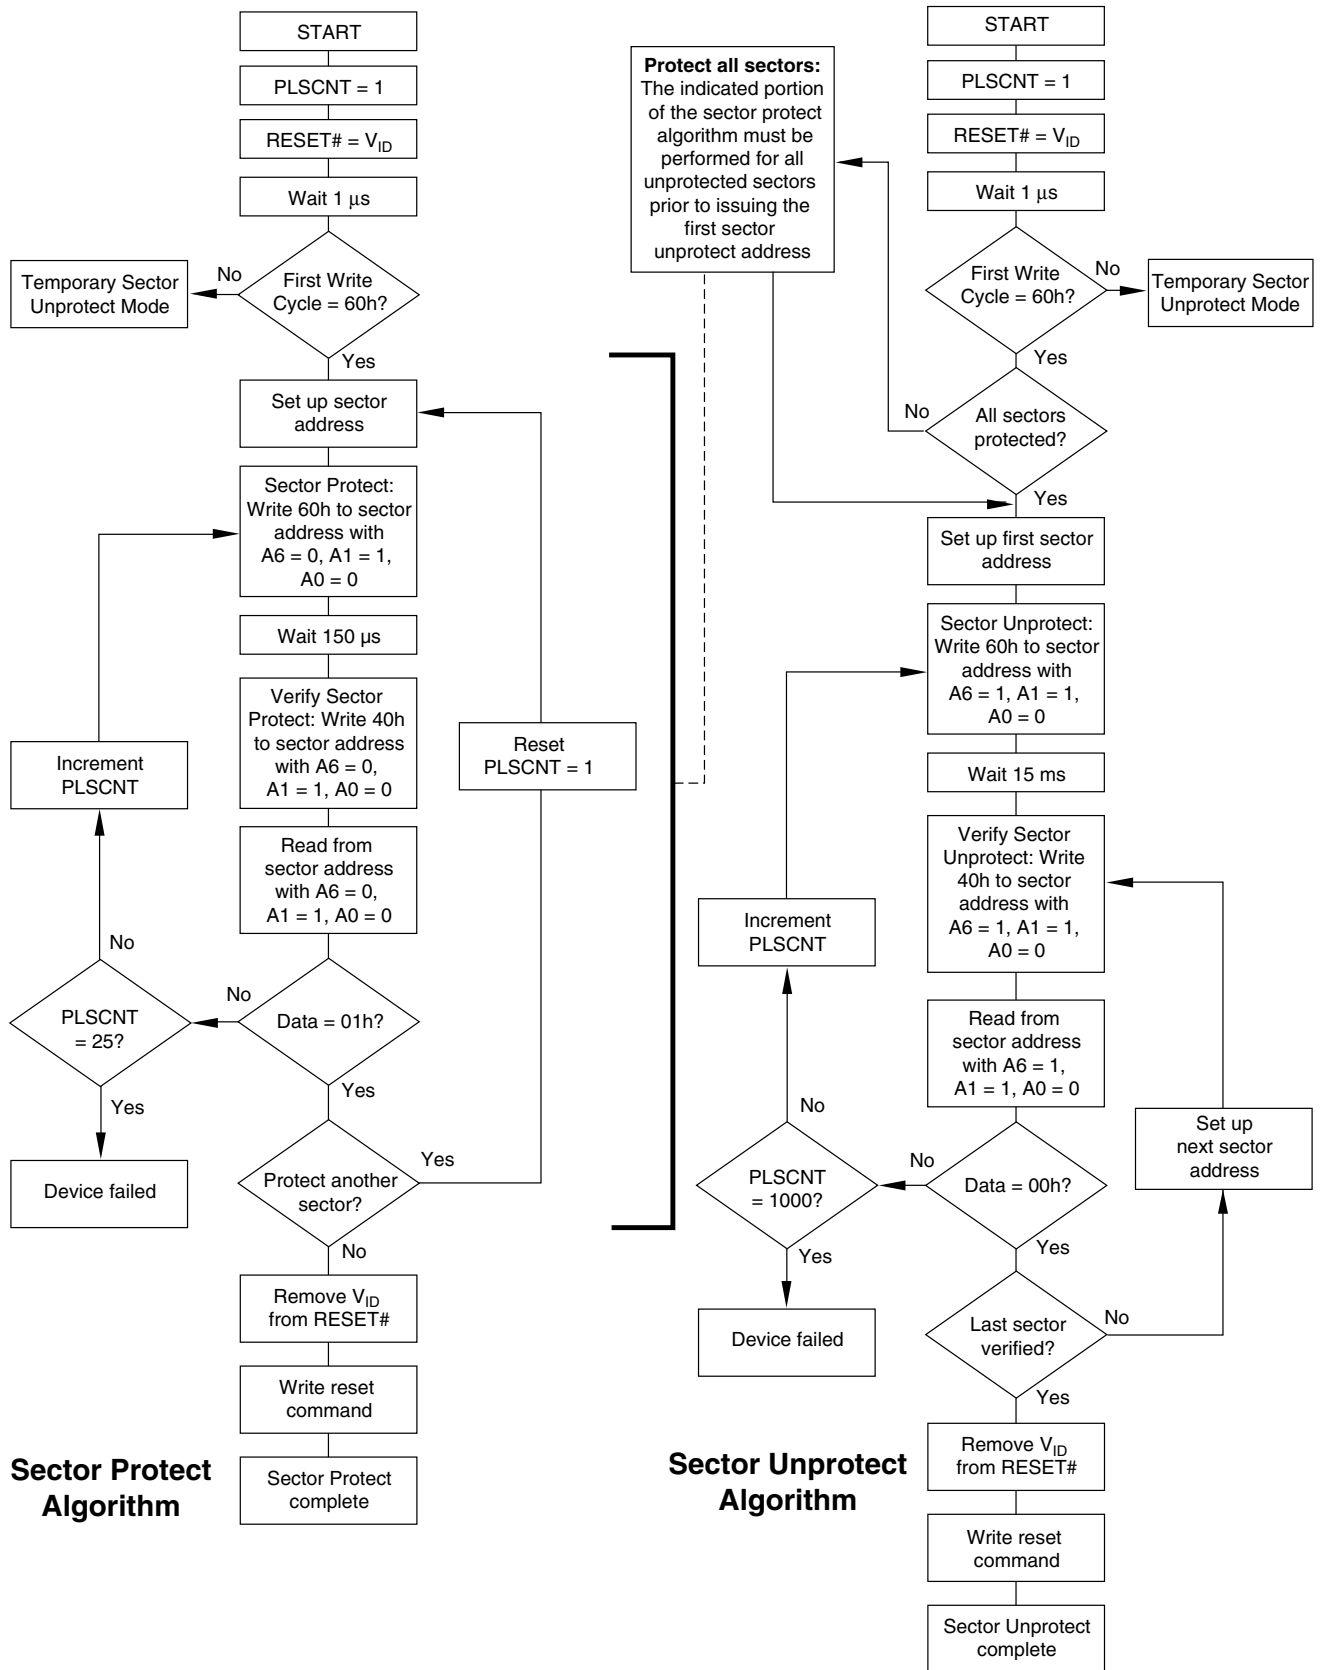 START
PLSCNT = 1
RESET# = VID
Wait 1 μs
First Write
Cycle = 60h?
No
Temporary Sector
Unprotect Mode
Yes
Set up sector
address
Sector Protect:
Write 60h to sector
address with
A6 = 0, A1 = 1,
A0 = 0
Wait 150 µs
Verify Sector
Protect: Write 40h
to sector address
with A6 = 0,
A1 = 1, A0 = 0
Reset
PLSCNT = 1
Increment
PLSCNT
Read from
sector address
with A6 = 0,
A1 = 1, A0 = 0
No
PLSCNT
= 25?
No
Data = 01h?
Yes
Yes
Device failed
Protect another
sector?
Yes
No
Remove VID
from RESET#
Write reset
command
Sector Protect
complete
Sector Protect
Algorithm
Protect all sectors:
The indicated portion
of the sector protect
algorithm must be
performed for all
unprotected sectors
prior to issuing the
first sector
unprotect address
START
PLSCNT = 1
RESET# = VID
Wait 1 μs
First Write
Cycle = 60h?
No
Temporary Sector
Unprotect Mode
Yes
No
All sectors
protected?
Yes
Set up first sector
address
Sector Unprotect:
Write 60h to sector
address with
A6 = 1, A1 = 1,
A0 = 0
Wait 15 ms
Verify Sector
Unprotect: Write
40h to sector
address with
A6 = 1, A1 = 1,
A0 = 0
Increment
PLSCNT
Read from
sector address
with A6 = 1,
A1 = 1, A0 = 0
No
PLSCNT
= 1000?
No
Data = 00h?
Set up
next sector
address
Yes
Yes
Device failed
Last sector
verified?
No
Yes
Remove VID
from RESET#
Write reset
command
Sector Unprotect
complete
Sector Unprotect
Algorithm